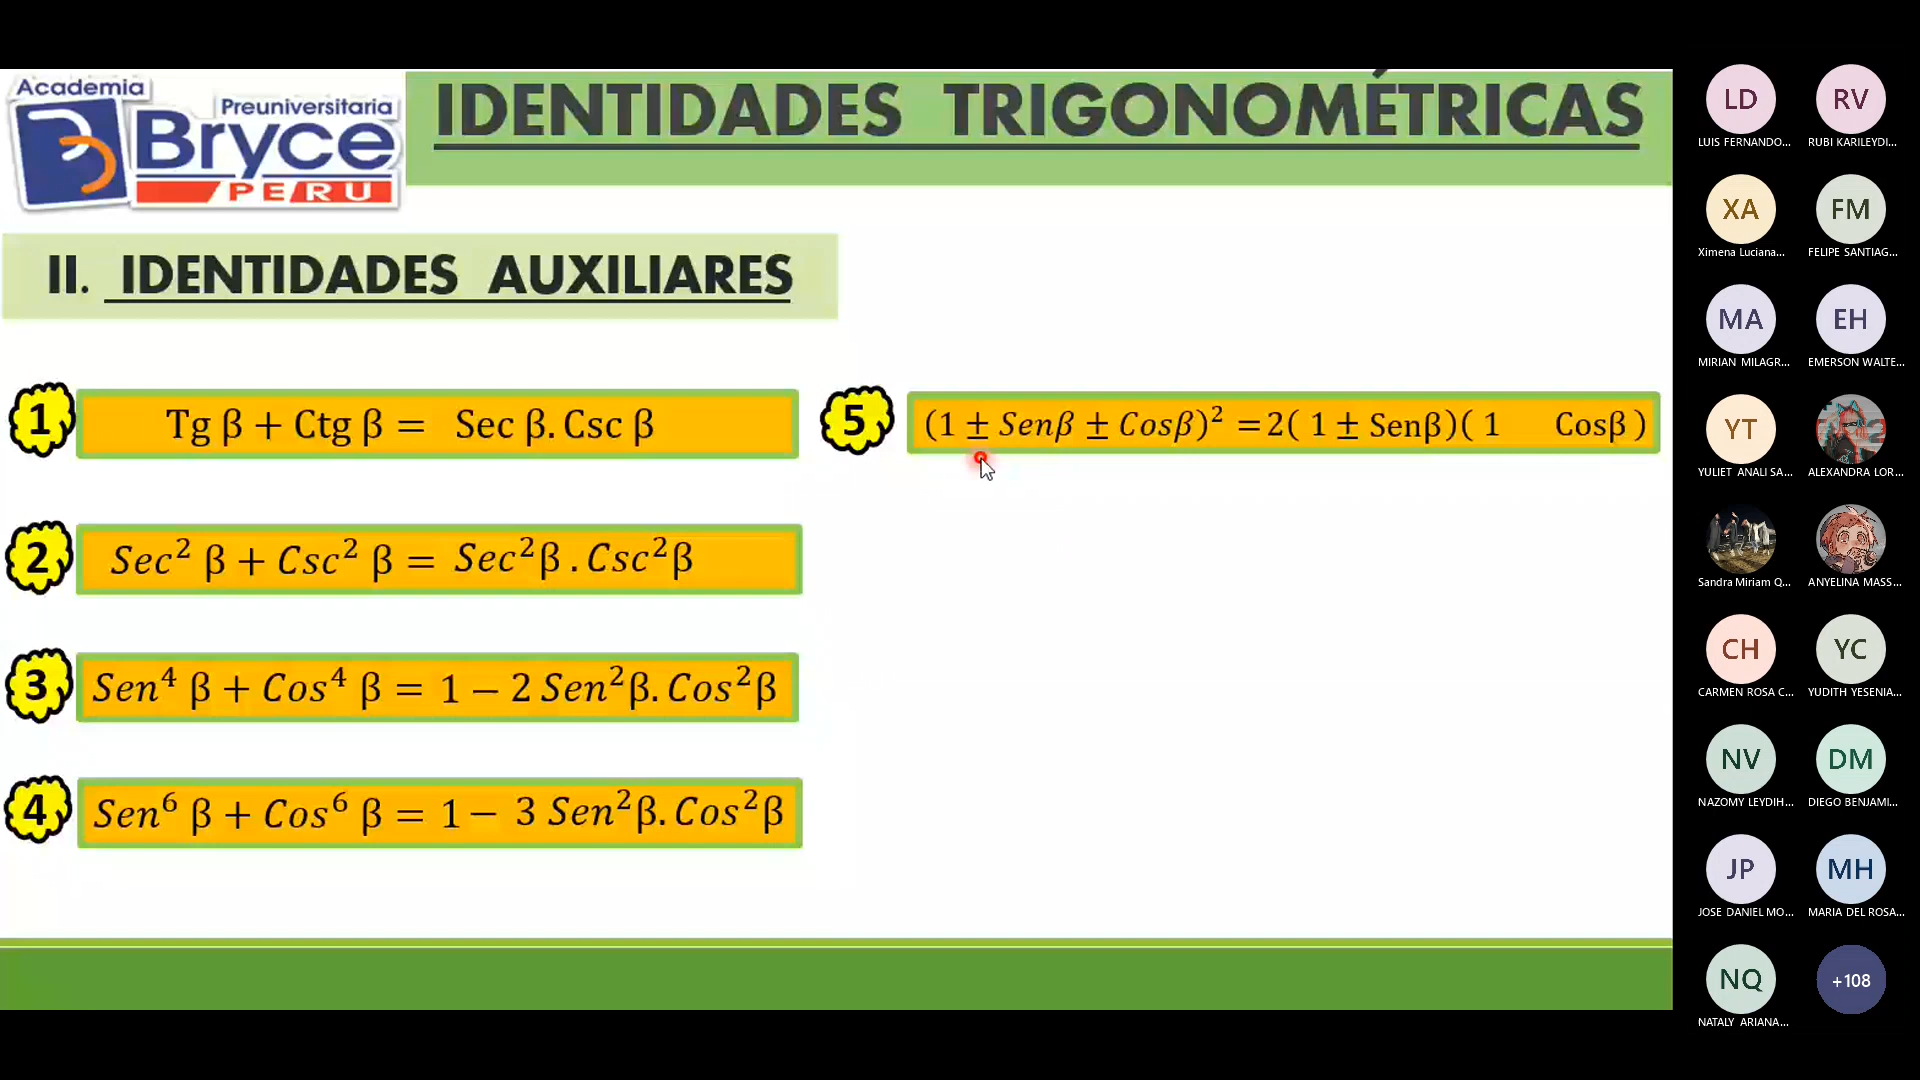 Academia
Preuniversitaria
Bryce
PERU
IDENTIDADES TRIGONOMÉTRICAS
II. IDENTIDADES AUXILIARES
1 Tg β + Ctg β = Sec β. Csc β
2 Sec² β + Csc² β = Sec²β . Csc²β
3 Sen⁴ β + Cos⁴ β = 1 − 2 Sen²β. Cos²β
4 Sen⁶ β + Cos⁶ β = 1 − 3 Sen²β. Cos²β
5 (1 ± Senβ ± Cosβ)² =2( 1 ± Senβ)( 1 Cosβ )
LD
LUIS FERNANDO...
RV
RUBI KARILEYDI...
XA
Ximena Luciana...
FM
FELIPE SANTIAG...
MA
MIRIAN MILAGR...
EH
EMERSON WALTE...
YT
YULIET ANALI SA...
ALEXANDRA LOR...
Sandra Miriam Q...
ANYELINA MASS...
CH
CARMEN ROSA C...
YC
YUDITH YESENIA...
NV
NAZOMY LEYDIH...
DM
DIEGO BENJAMI...
JP
JOSE DANIEL MO...
MH
MARIA DEL ROSA...
NQ
NATALY ARIANA...
+108